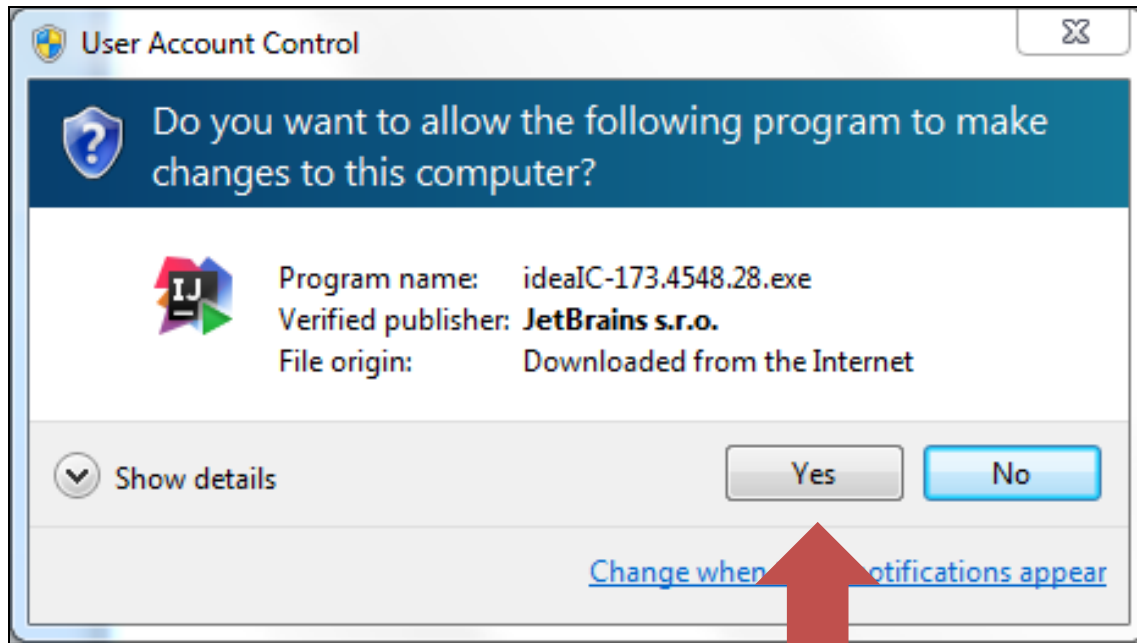 User Account Control
Do you want to allow the following program to make
changes to this computer?
IJ
Program name: ideaIC-173.4548.28.exe
Verified publisher: JetBrains s.r.o.
File origin: Downloaded from the Internet
Show details
Yes
No
Change when otifications appear